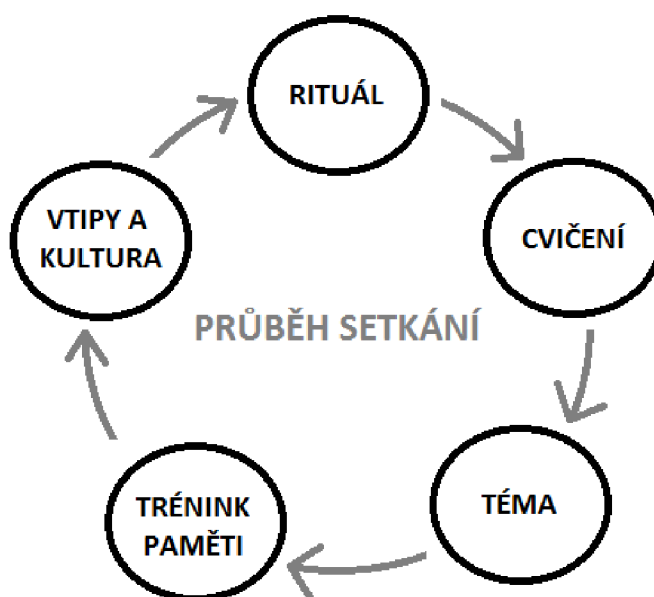 RITUÁL
CVIČENÍ
TÉMA
TRÉNINK
PAMĚTI
VTIPY A
KULTURA
PRŮBĚH SETKÁNÍ